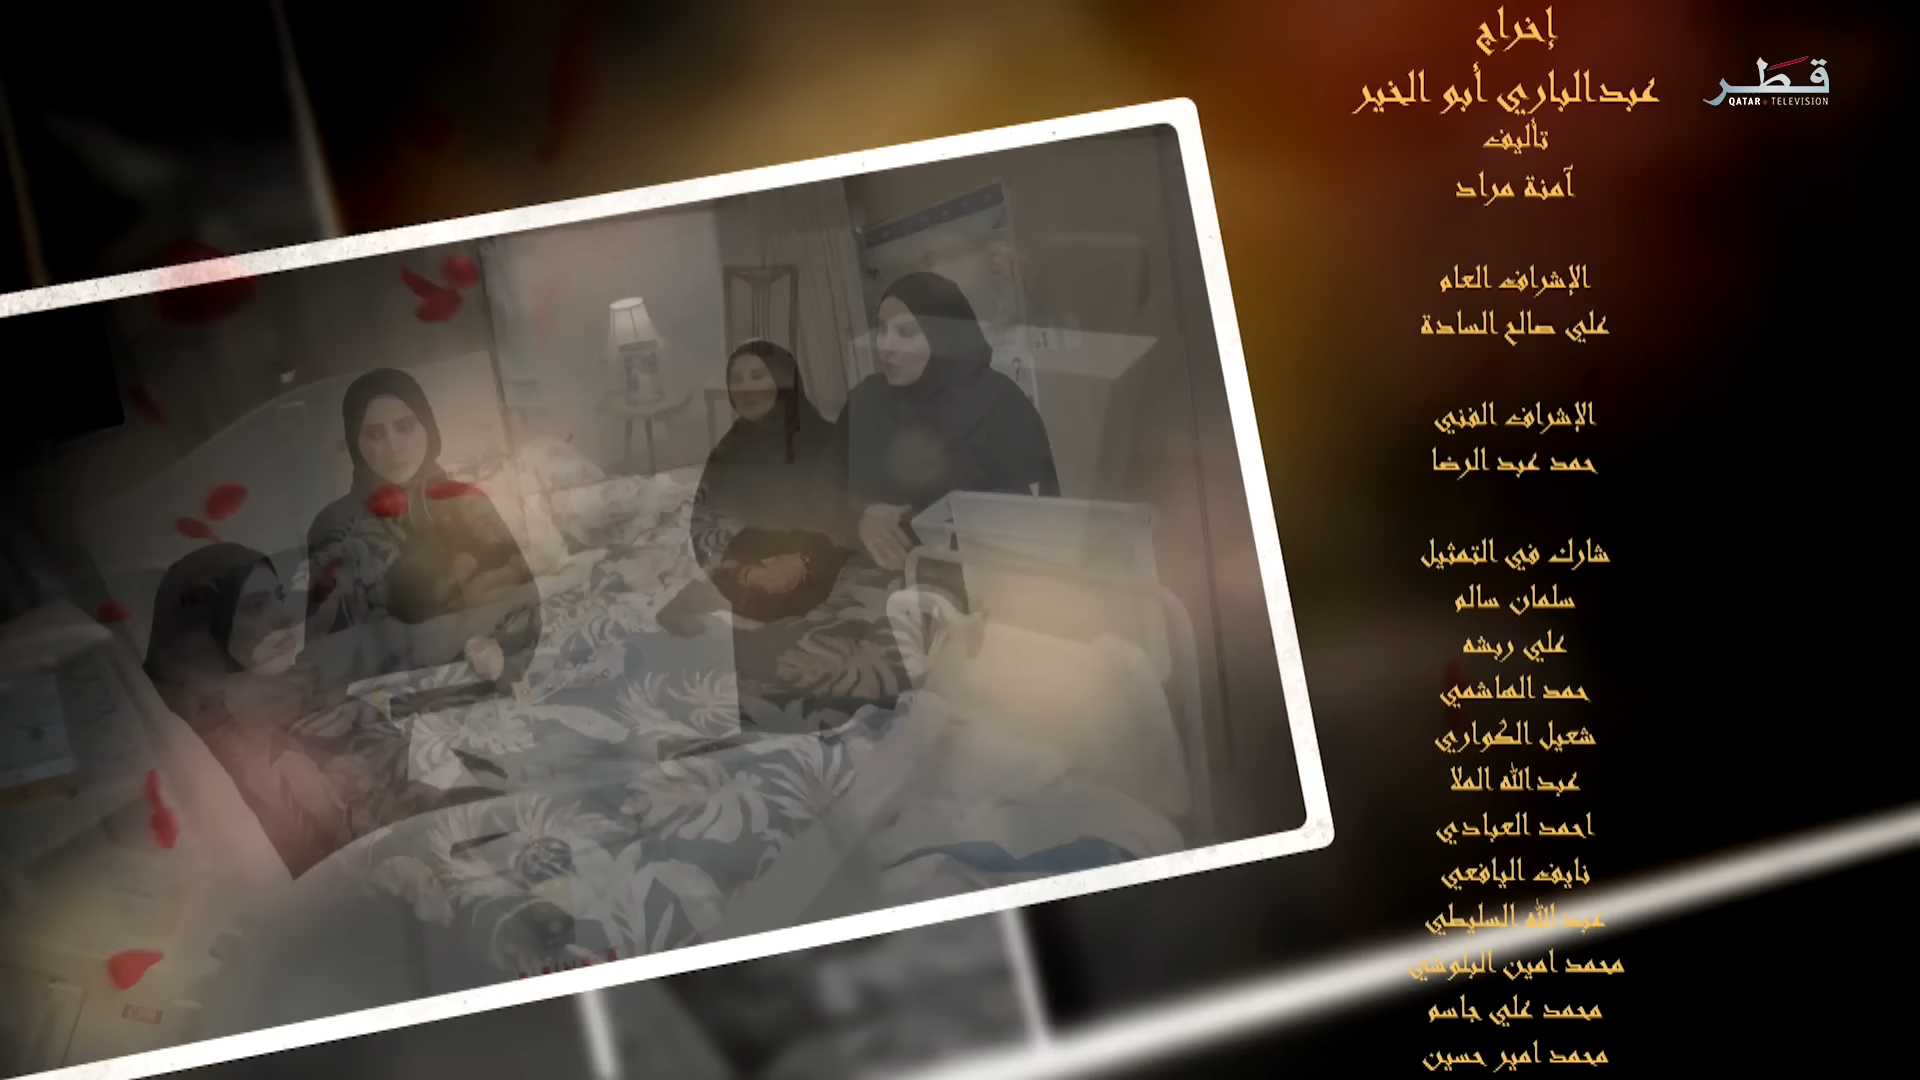 إخراج
عبدالباري أبو الخير
قطر
QATAR TELEVISION
تأليف
آمنة مراد
الإشراف العام
علي صالح السادة
الإشراف الفني
حمد عبد الرضا
شارك في التمثيل
سلمان سالم
علي ربشه
حمد الهاشمي
شعيل الكواري
عبدالله الملا
احمد العبادي
نايف اليافعي
عبدالله السليطي
محمد امين البلوشي
محمد علي جاسم
محمد امير حسين